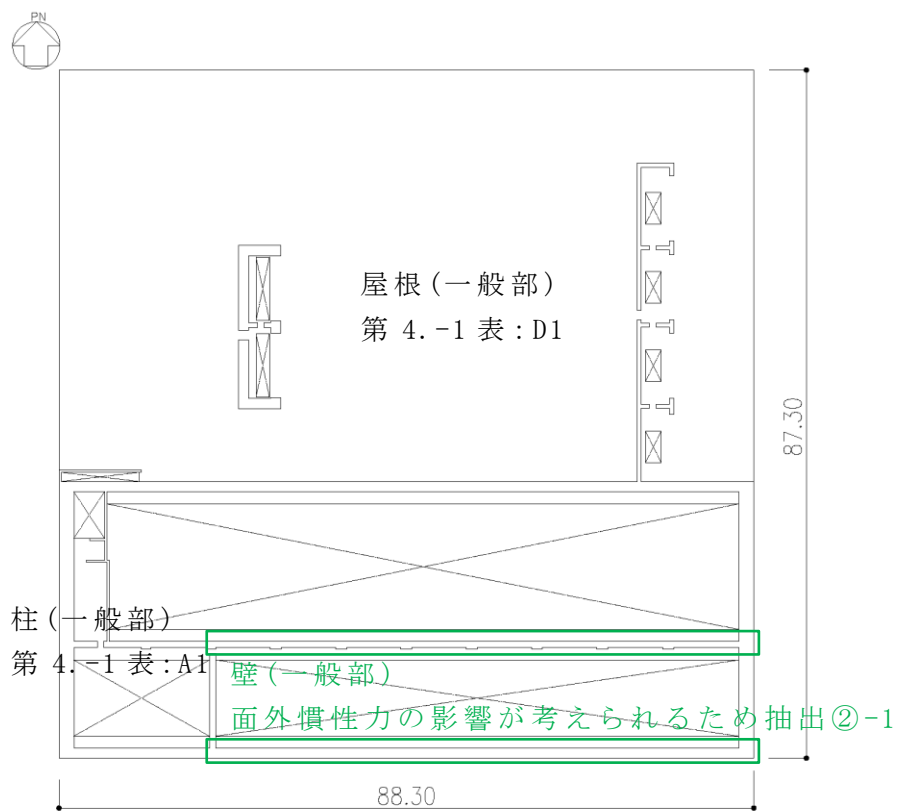 PN
屋根(一般部)
第 4.-1 表:D1
87.30
柱(一般部)
第 4.-1 表:A1
壁(一般部)
面外慣性力の影響が考えられるため抽出②-1
88.30